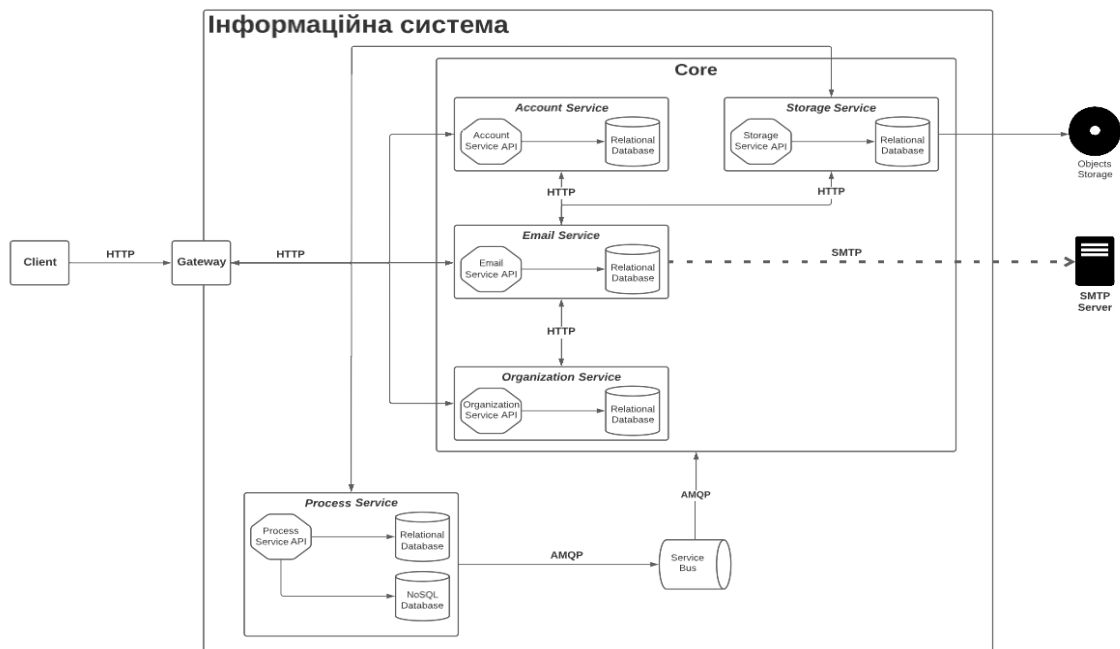 Інформаційна система
Core
Account Service
Account
Service API
Relational
Database
Storage Service
Storage
Service API
Relational
Database
Objects
Storage
HTTP
HTTP
Client
HTTP
Gateway
HTTP
Email Service
Email
Service API
Relational
Database
SMTP
SMTP
Server
HTTP
Organization Service
Organization
Service API
Relational
Database
AMQP
Process Service
Process
Service API
Relational
Database
NoSQL
Database
AMQP
Service
Bus